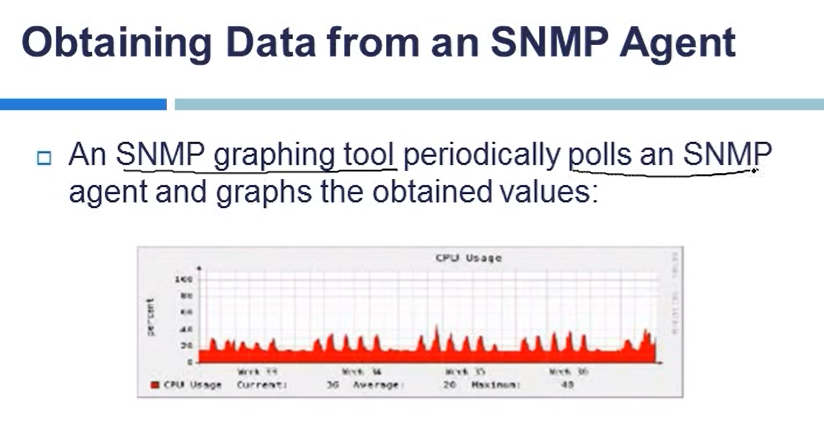 Obtaining Data from an SNMP Agent
An SNMP graphing tool periodically polls an SNMP
agent and graphs the obtained values:
CPU Usage
100
80
60
40
20
0
percent
Week 33 Week 34 Week 35 Week 36
CPU Usage Current: 36 Average: 20 Maximum: 48